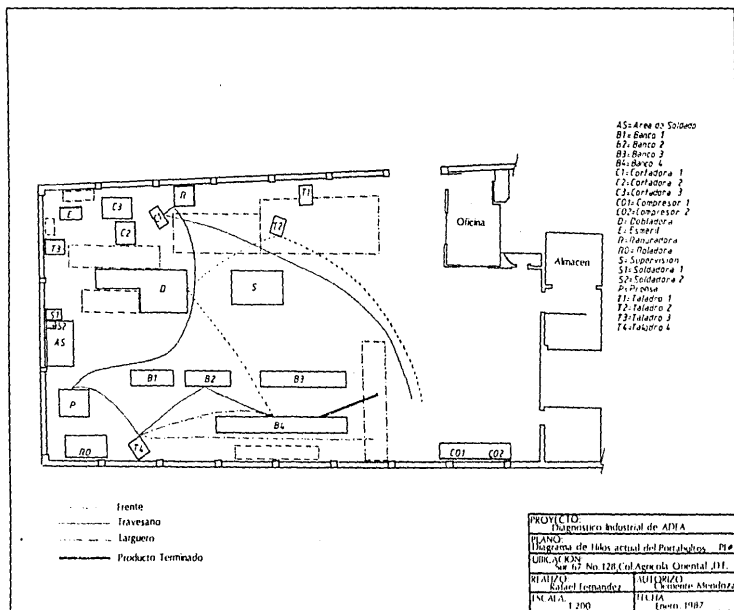 AS=Area de Soldado
B1=Banco 1
B2=Banco 2
B3=Banco 3
B4=Banco 4
C1=Cortadora 1
C2=Cortadora 2
C3=Cortadora 3
CO1=Compresor 1
CO2=Compresor 2
D=Dobladora
E=Esmeril
R=Ranuradora
RO=Roladora
S=Supervision
S1=Soldadora 1
S2=Soldadora 2
P=Prensa
T1=Taladro 1
T2=Taladro 2
T3=Taladro 3
T4=Taladro 4
E
C3
C1
R
T1
C2
T2
T3
Oficina
Almacen
D
S
S1
S2
AS
B1
B2
B3
P
B4
RO
T4
CO1 CO2
Frente
Travesano
Larguero
Producto Terminado
PROYECTO:
Diagnostico Industrial de ADEA
PLANO:
Diagrama de Hilos actual del Portabultos Pl#
UBICACION:
Sur 67 No. 128, Col. Agricola Oriental, D.F.
REALIZO:
Rafael Fernandez
AUTORIZO:
Clemente Mendoza
ESCALA:
1:200
FECHA
Enero, 1987